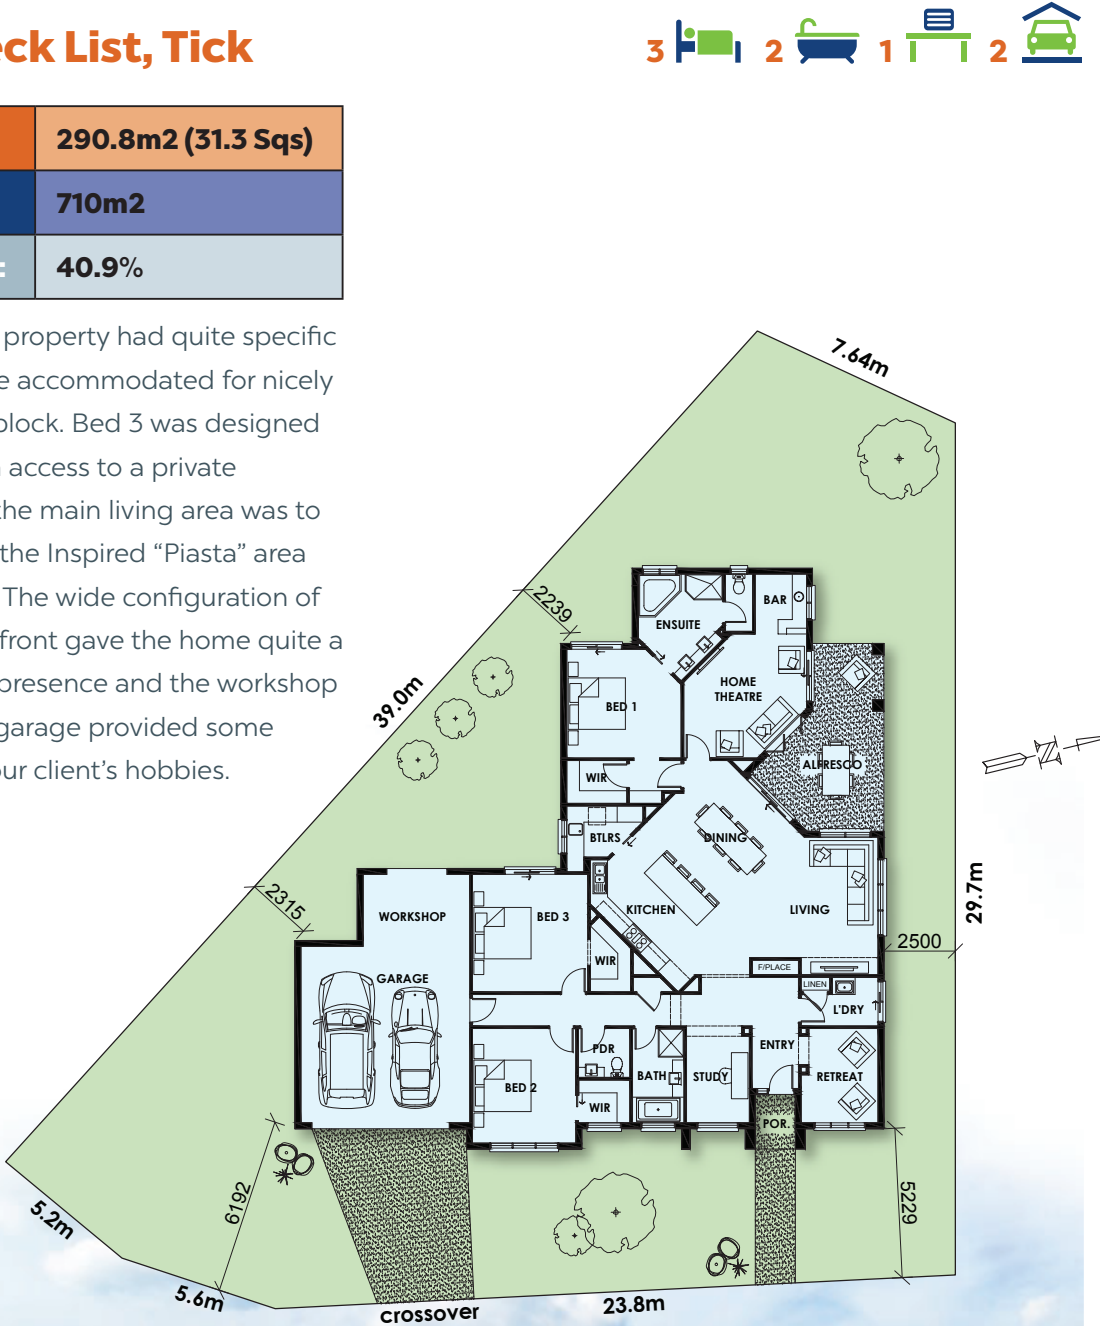 ck List, Tick
3 2 1 2
290.8m2 (31.3 Sqs)
710m2
: 40.9%
property had quite specific
e accommodated for nicely
block. Bed 3 was designed
access to a private
the main living area was to
the Inspired “Piasta” area
The wide configuration of
front gave the home quite a
presence and the workshop
garage provided some
our client’s hobbies.
7.64m
2239
39.0m
BAR
ENSUITE
HOME
THEATRE
BED 1
ALFRESCO
WIR
BTLRS
DINING
2315
WORKSHOP
BED 3
KITCHEN
LIVING
29.7m
2500
WIR
F/PLACE
GARAGE
LINEN
L'DRY
PDR
ENTRY
BATH
STUDY
RETREAT
BED 2
WIR
POR.
N
6192
5229
5.2m
5.6m
crossover
23.8m